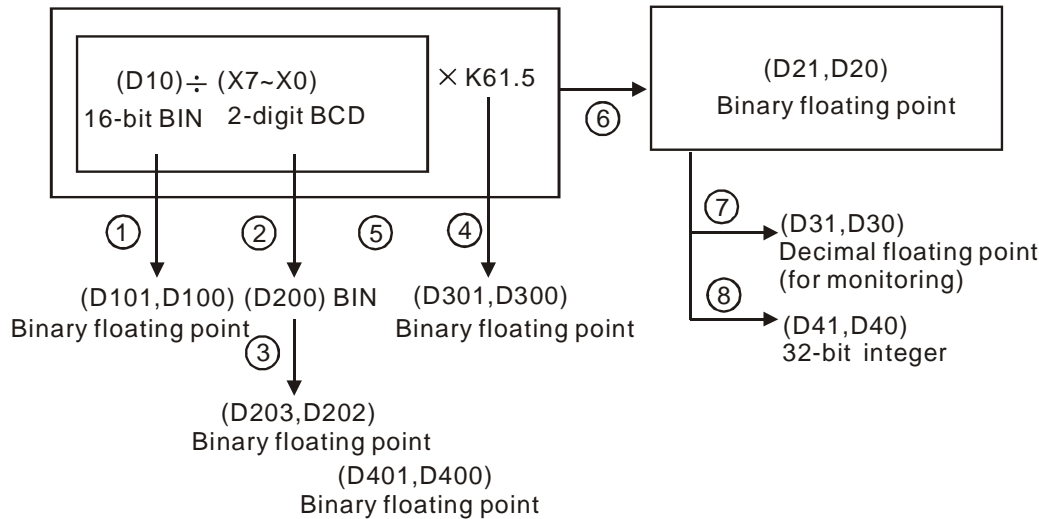 (D10) ÷ (X7~X0)
16-bit BIN 2-digit BCD
× K61.5
(D21,D20)
Binary floating point
⑥
①
②
⑤
④
⑦
(D31,D30)
Decimal floating point
(for monitoring)
⑧
(D41,D40)
32-bit integer
(D101,D100)
Binary floating point
(D200) BIN
(D301,D300)
Binary floating point
③
(D203,D202)
Binary floating point
(D401,D400)
Binary floating point